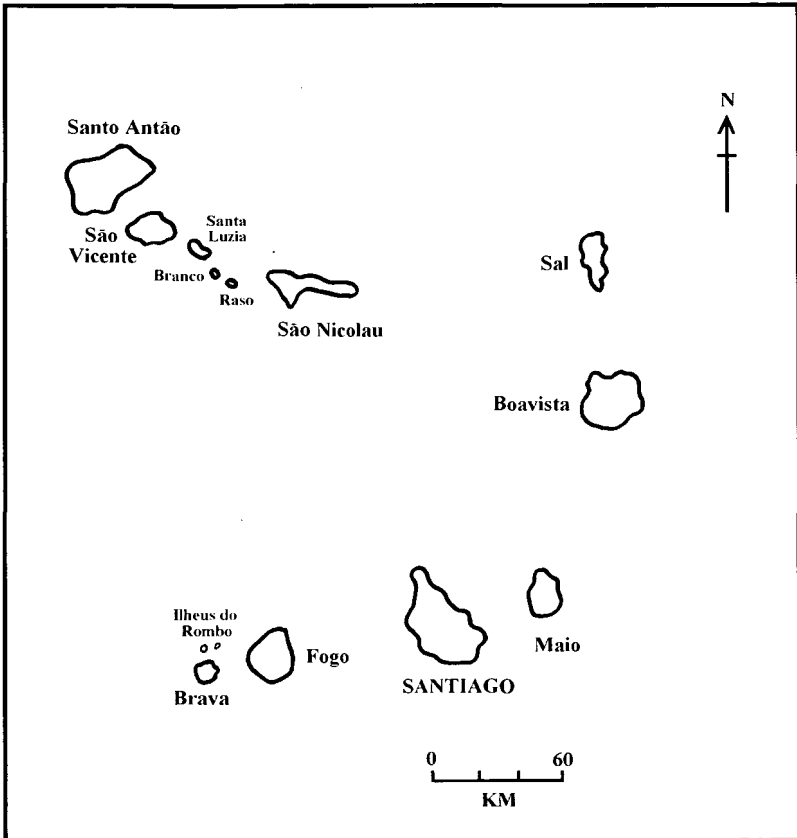 N
Santo Antão
São
Vicente
Santa
Luzia
Branco
Raso
São Nicolau
Sal
Boavista
Ilheus do
Rombo
Brava
Fogo
SANTIAGO
Maio
0 60
KM